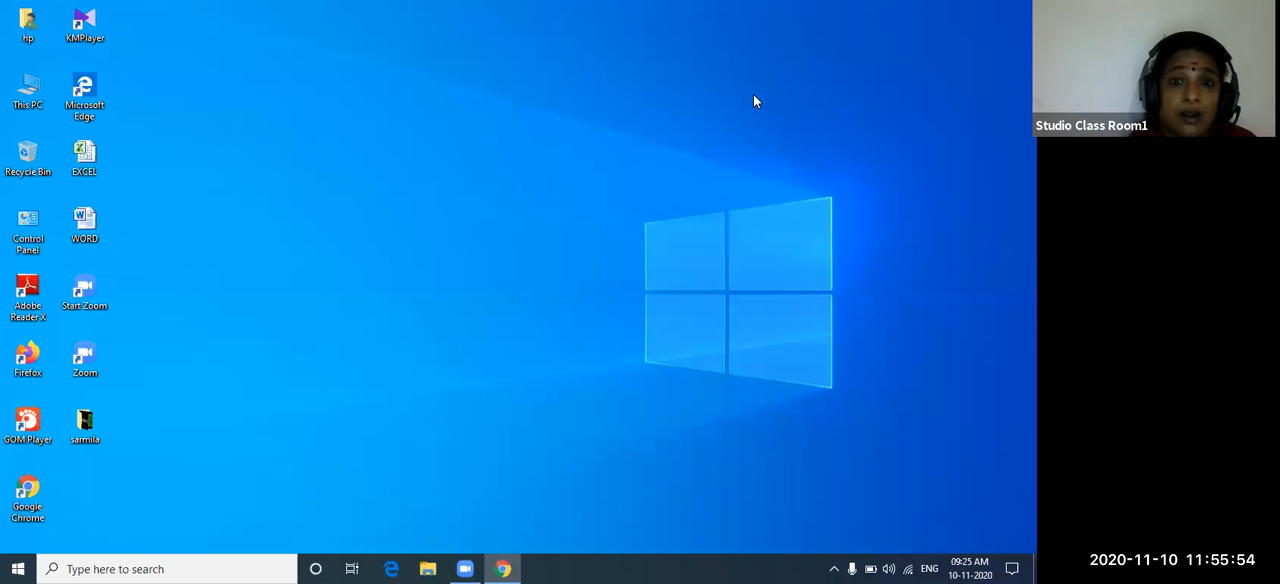 hp
KMPlayer
This PC
Microsoft
Edge
Recycle Bin
EXCEL
Control
Panel
WORD
Adobe
Reader X
Start Zoom
Firefox
Zoom
GOM Player
sarmila
Google
Chrome
Studio Class Room1
Type here to search
ENG
09:25 AM
10-11-2020
2020-11-10 11:55:54